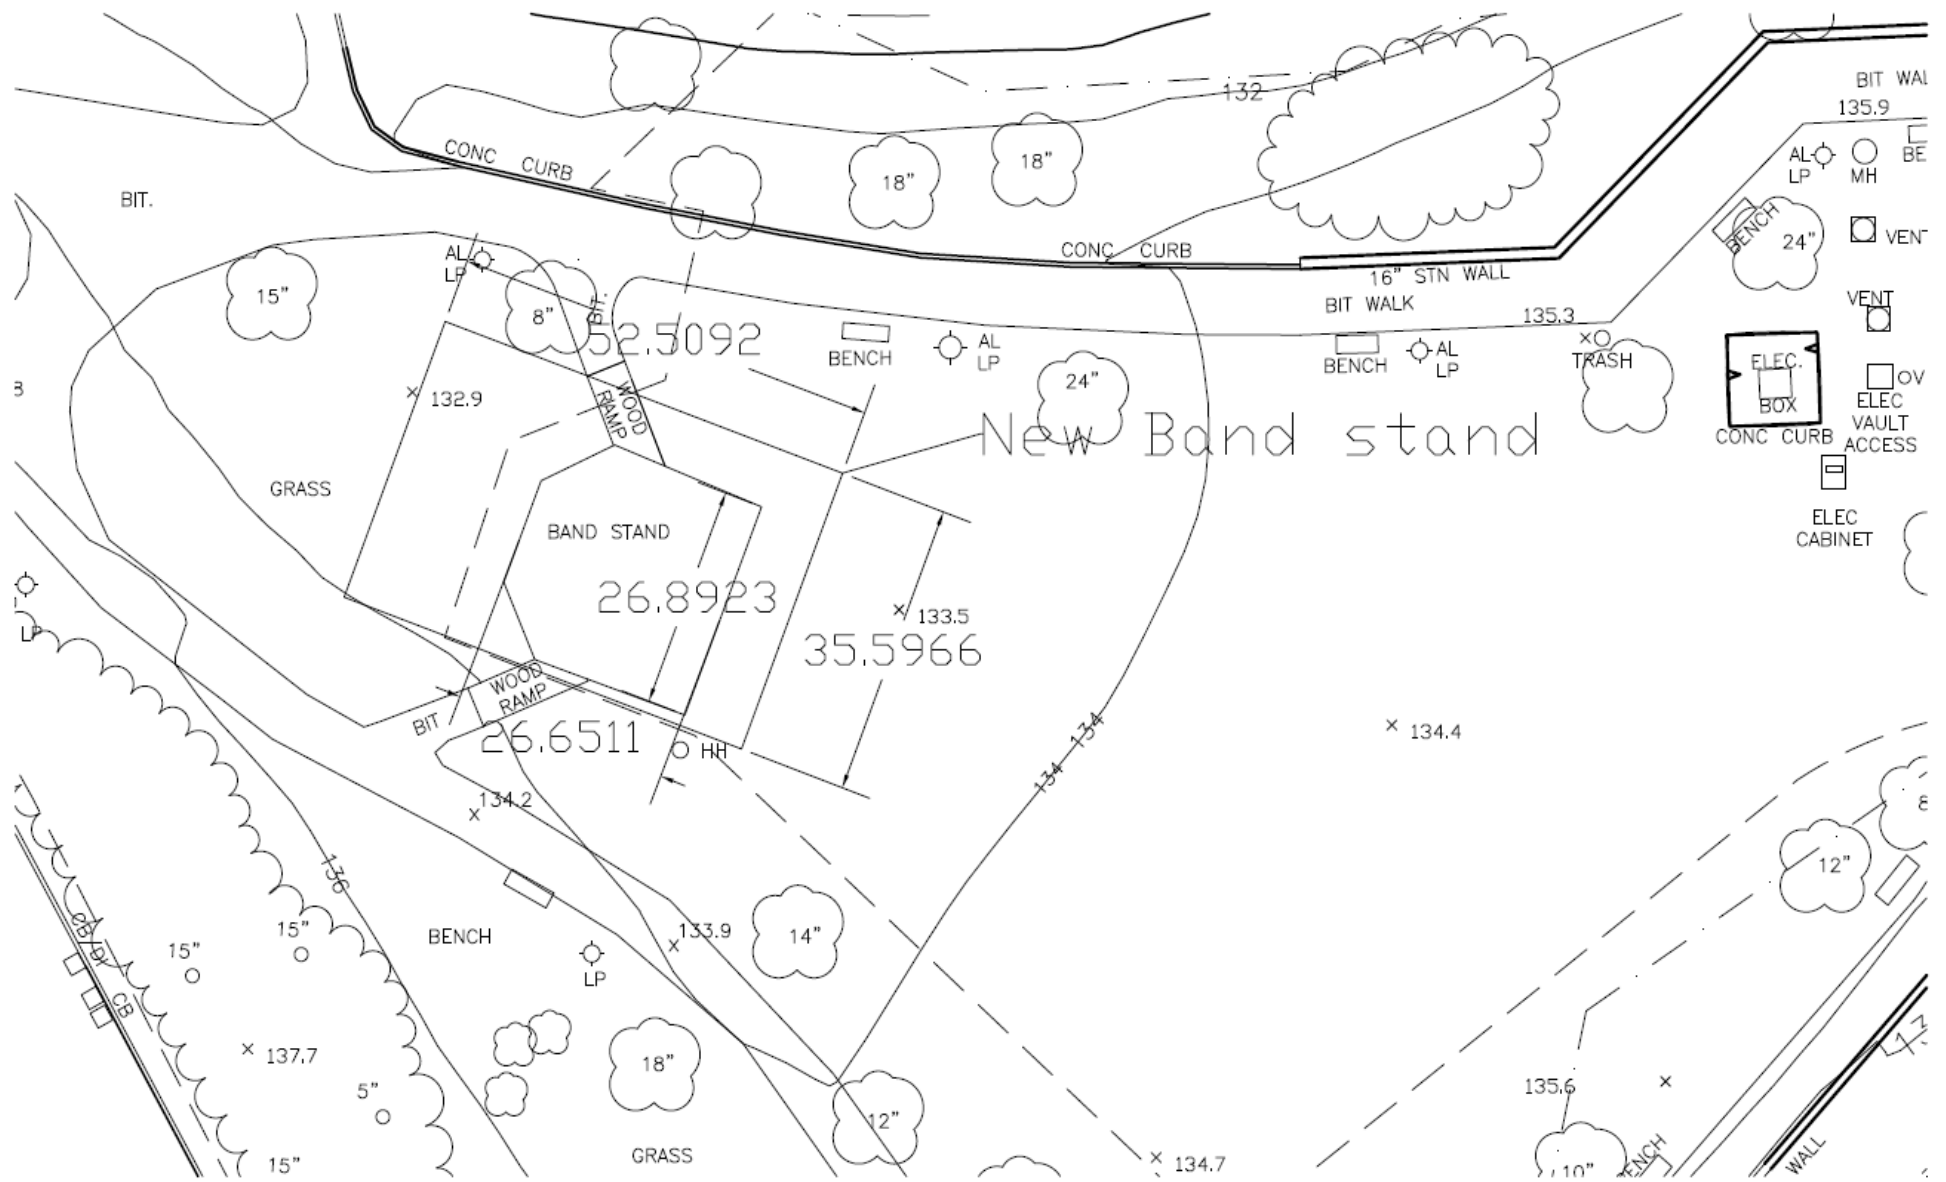 132
BIT WAL
135.9
CONC CURB
18"
18"
AL
LP
MH
BE
BIT.
BENCH
24"
VENT
CONC CURB
16" STN WALL
BIT WALK
AL
LP
15"
8"
BIT.
VENT
135.3
52.5092
BENCH
AL
LP
BENCH
AL
LP
TRASH
ELEC.
BOX
CONC CURB
OV
ELEC
VAULT
ACCESS
24"
132.9
WOOD
RAMP
New Band stand
GRASS
BAND STAND
ELEC
CABINET
26.8923
133.5
35.5966
LP
WOOD
RAMP
BIT
26.6511
HH
134
134
134.4
134.2
136
8
12"
CB/DI
CB
15"
15"
BENCH
LP
133.9
14"
137.7
5"
18"
12"
135.6
15"
GRASS
134.7
10"
ENCH
WALL